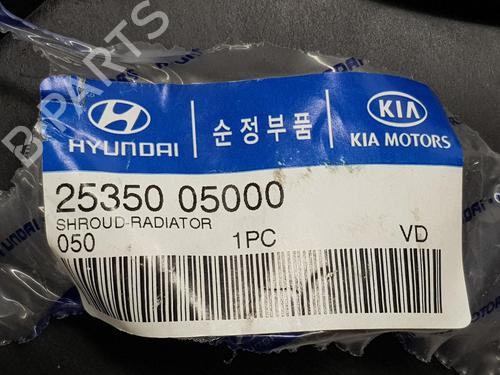 B PARTS
HYUNDAI
순정부품
KIA
KIA MOTORS
25350 05000
SHROUD-RADIATOR
050 1PC VD